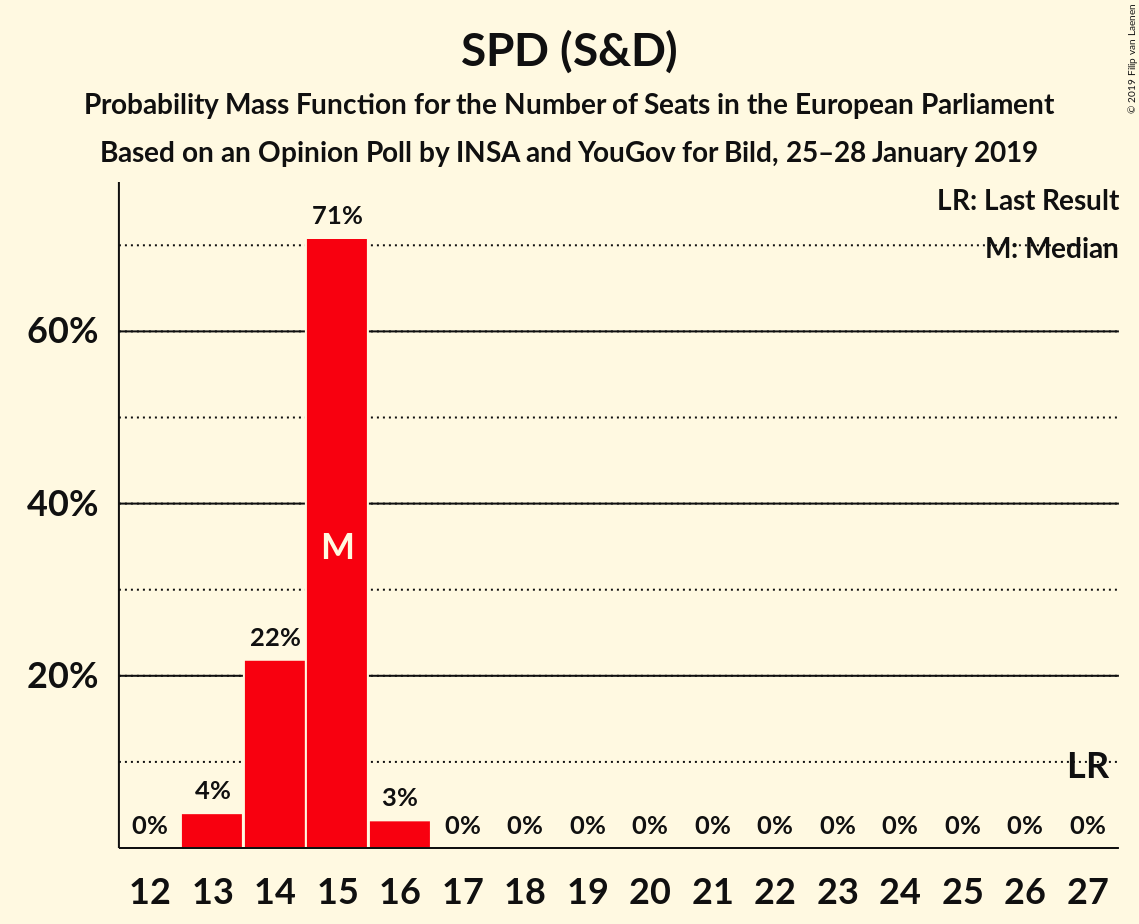 SPD (S&D)
Probability Mass Function for the Number of Seats in the European Parliament
Based on an Opinion Poll by INSA and YouGov for Bild, 25–28 January 2019
© 2019 Filip van Laenen
LR: Last Result
M: Median
60%
40%
20%
0%
4%
22%
71%
M
3%
0%
0%
0%
0%
0%
0%
0%
0%
0%
0%
0%
LR
12 13 14 15 16 17 18 19 20 21 22 23 24 25 26 27